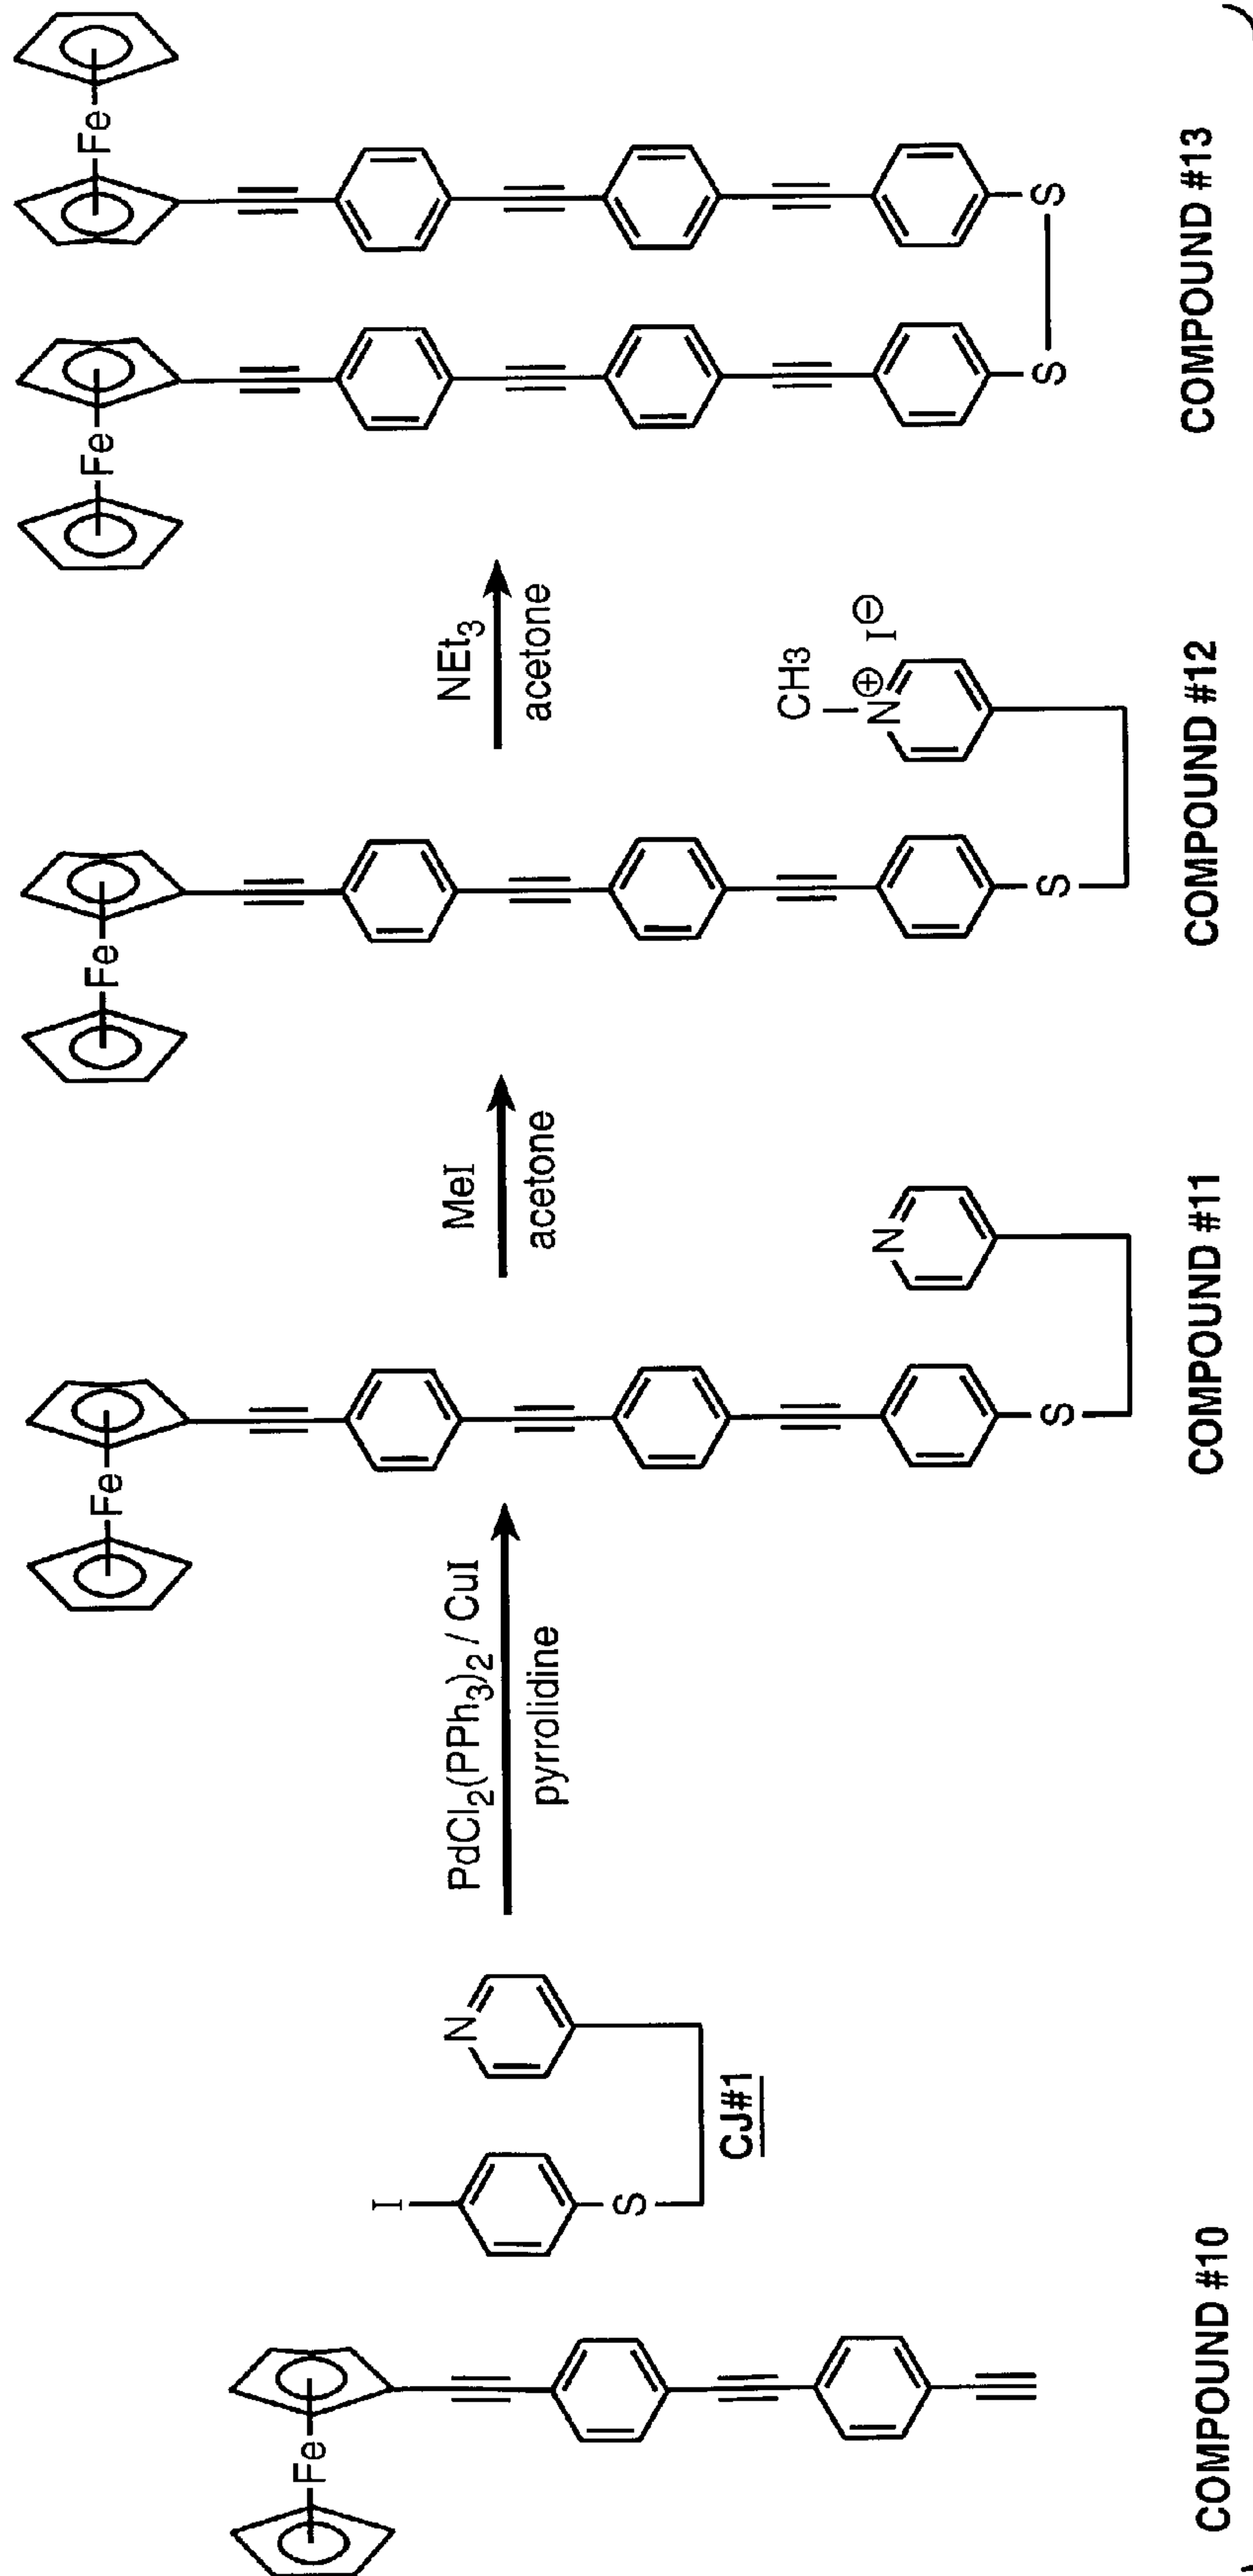 Fe
COMPOUND #10
I
S
N
CJ#1
PdCl2(PPh3)2 / CuI
pyrrolidine
Fe
S
N
COMPOUND #11
MeI
acetone
Fe
S
CH3
N
+
I
−
COMPOUND #12
NEt3
acetone
Fe
Fe
S
S
COMPOUND #13